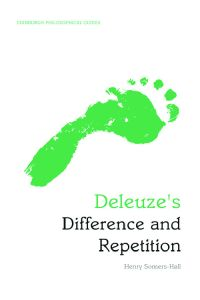 EDINBURGH PHILOSOPHICAL GUIDES
Deleuze's
Difference and
Repetition
Henry Somers-Hall